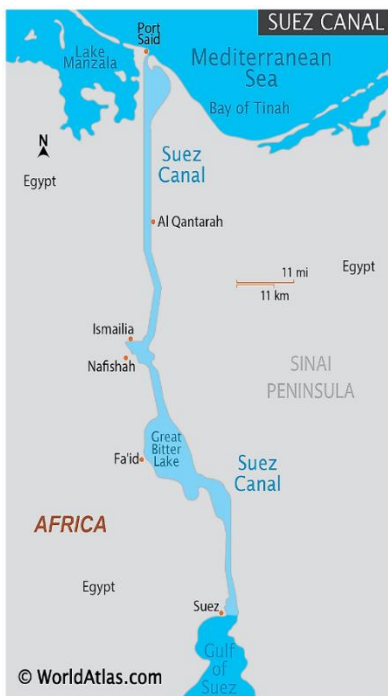 SUEZ CANAL
Port
Said
Lake
Manzala
Mediterranean
Sea
Bay of Tinah
N
Suez
Canal
Egypt
Al Qantarah
11 mi
11 km
Egypt
Ismailia
Nafishah
SINAI
PENINSULA
Great
Bitter
Lake
Fa'id
Suez
Canal
AFRICA
Egypt
Suez
Gulf
of
Suez
© WorldAtlas.com